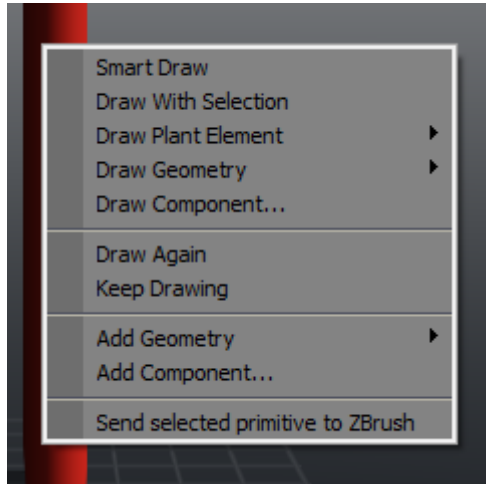 Smart Draw
Draw With Selection
Draw Plant Element
Draw Geometry
Draw Component...
Draw Again
Keep Drawing
Add Geometry
Add Component...
Send selected primitive to ZBrush